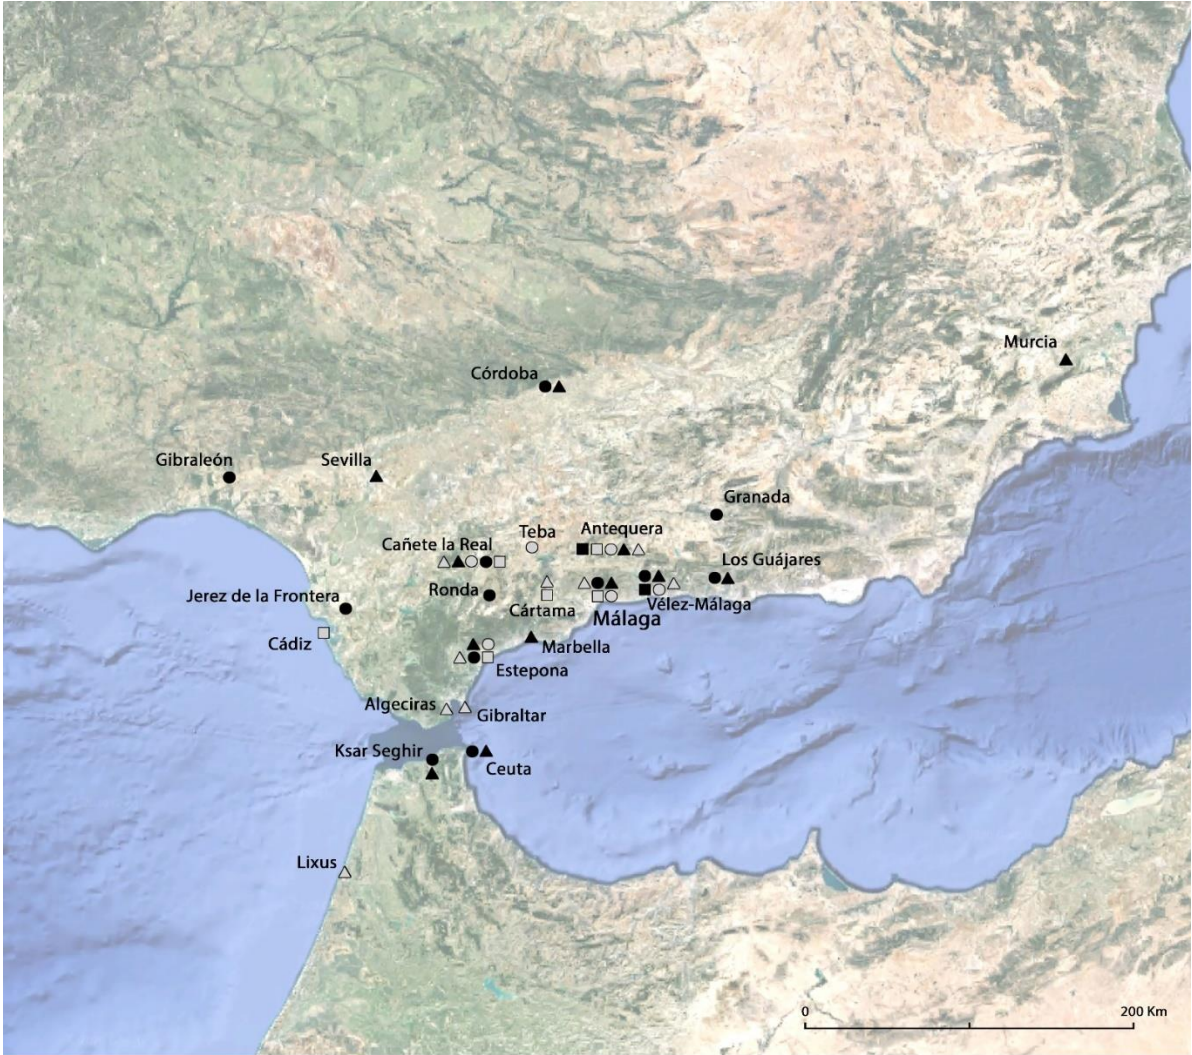 Murcia
Córdoba
Gibraleón
Sevilla
Granada
Teba
Antequera
Cañete la Real
Los Guájares
Ronda
Jerez de la Frontera
Cártama
Vélez-Málaga
Málaga
Cádiz
Marbella
Estepona
Algeciras
Gibraltar
Ksar Seghir
Ceuta
Lixus
0
200 Km